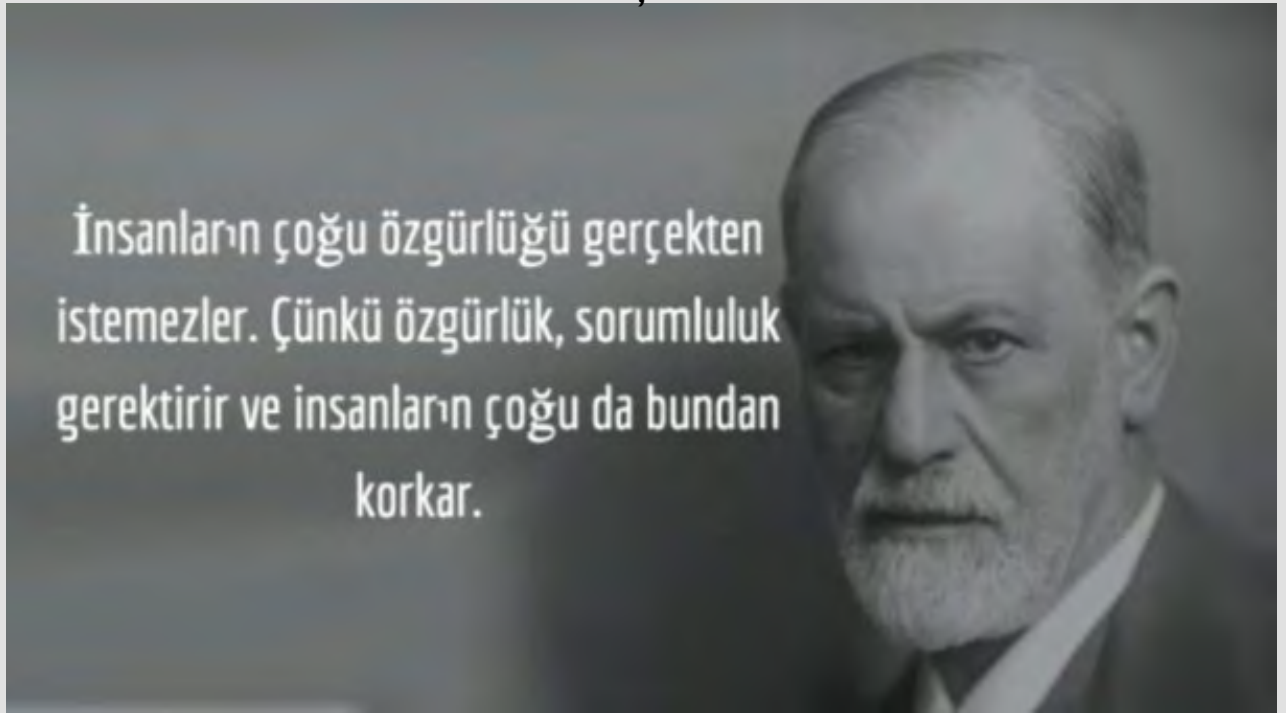 İnsanların çoğu özgürlüğü gerçekten
istemezler. Çünkü özgürlük, sorumluluk
gerektirir ve insanların çoğu da bundan
korkar.